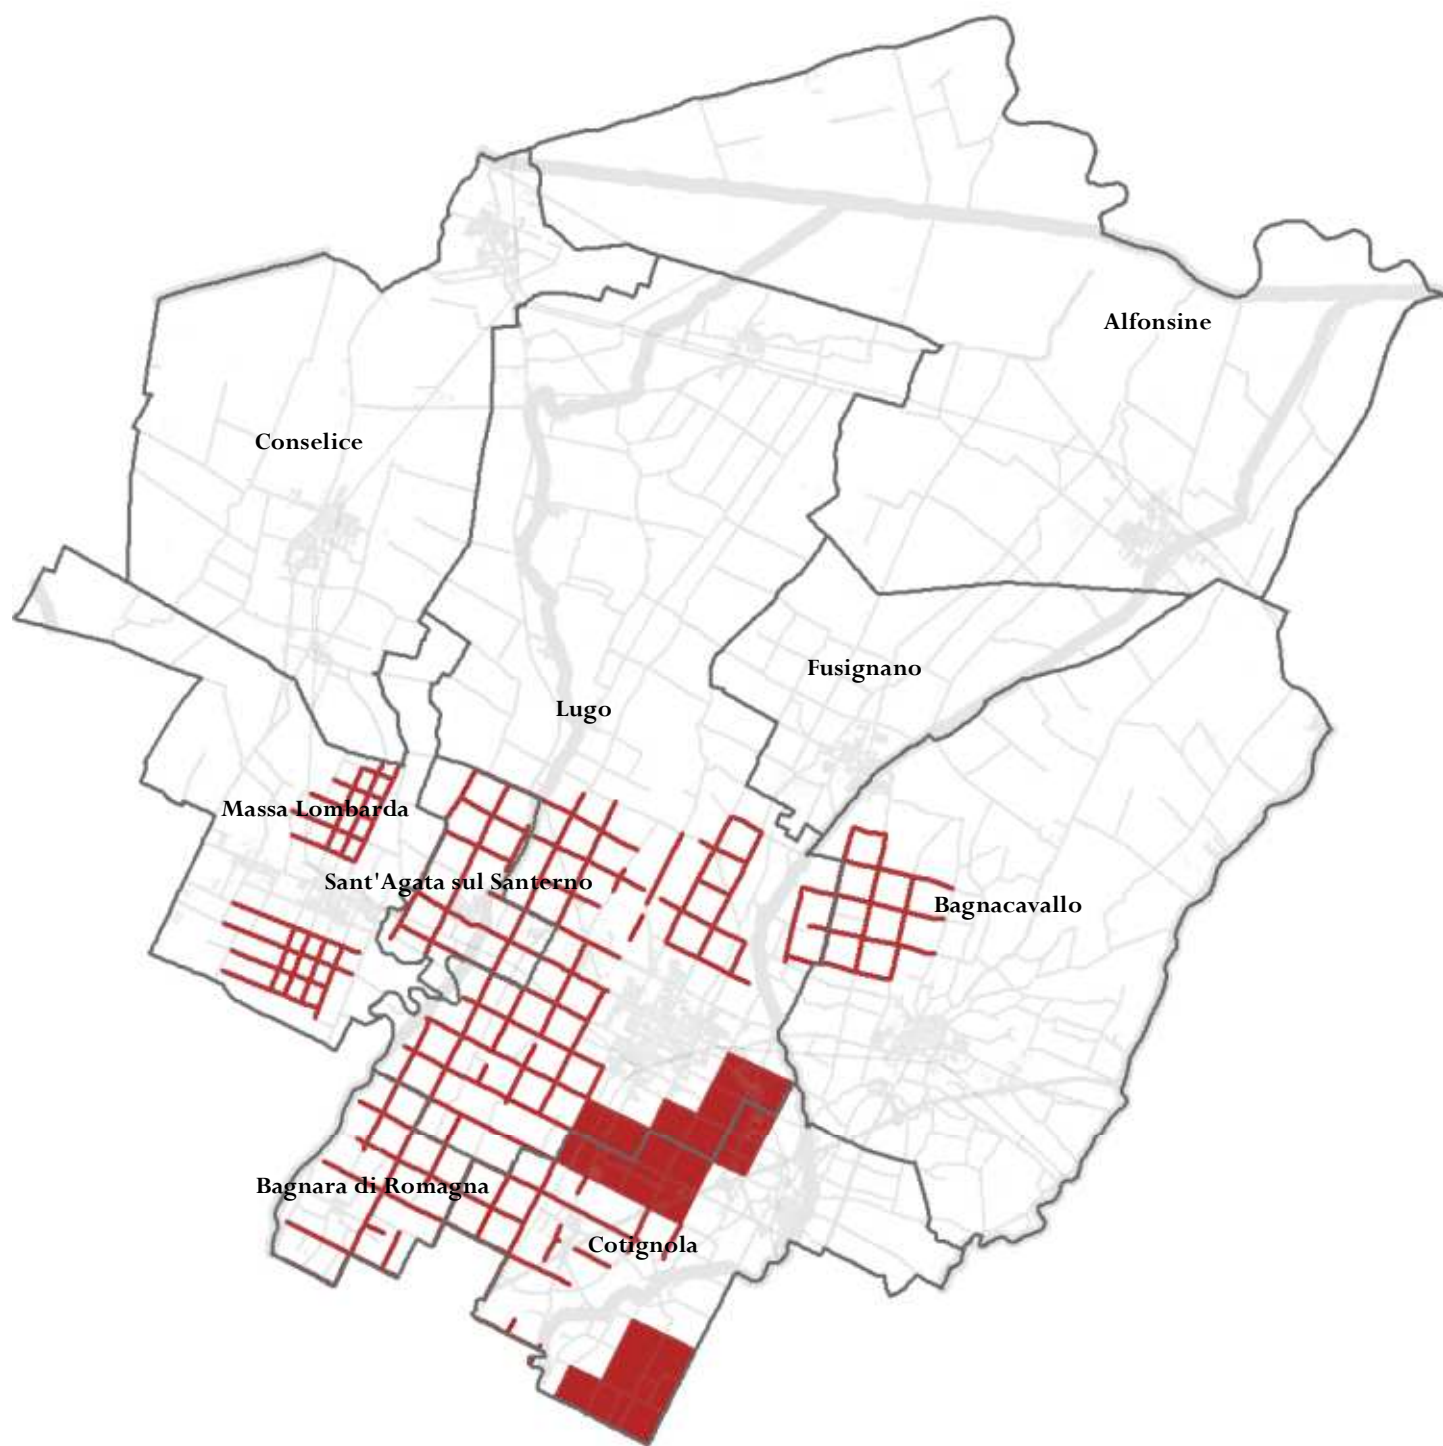 Alfonsine
Conselice
Fusignano
Lugo
Massa Lombarda
Sant'Agata sul Santerno
Bagnacavallo
Bagnara di Romagna
Cotignola